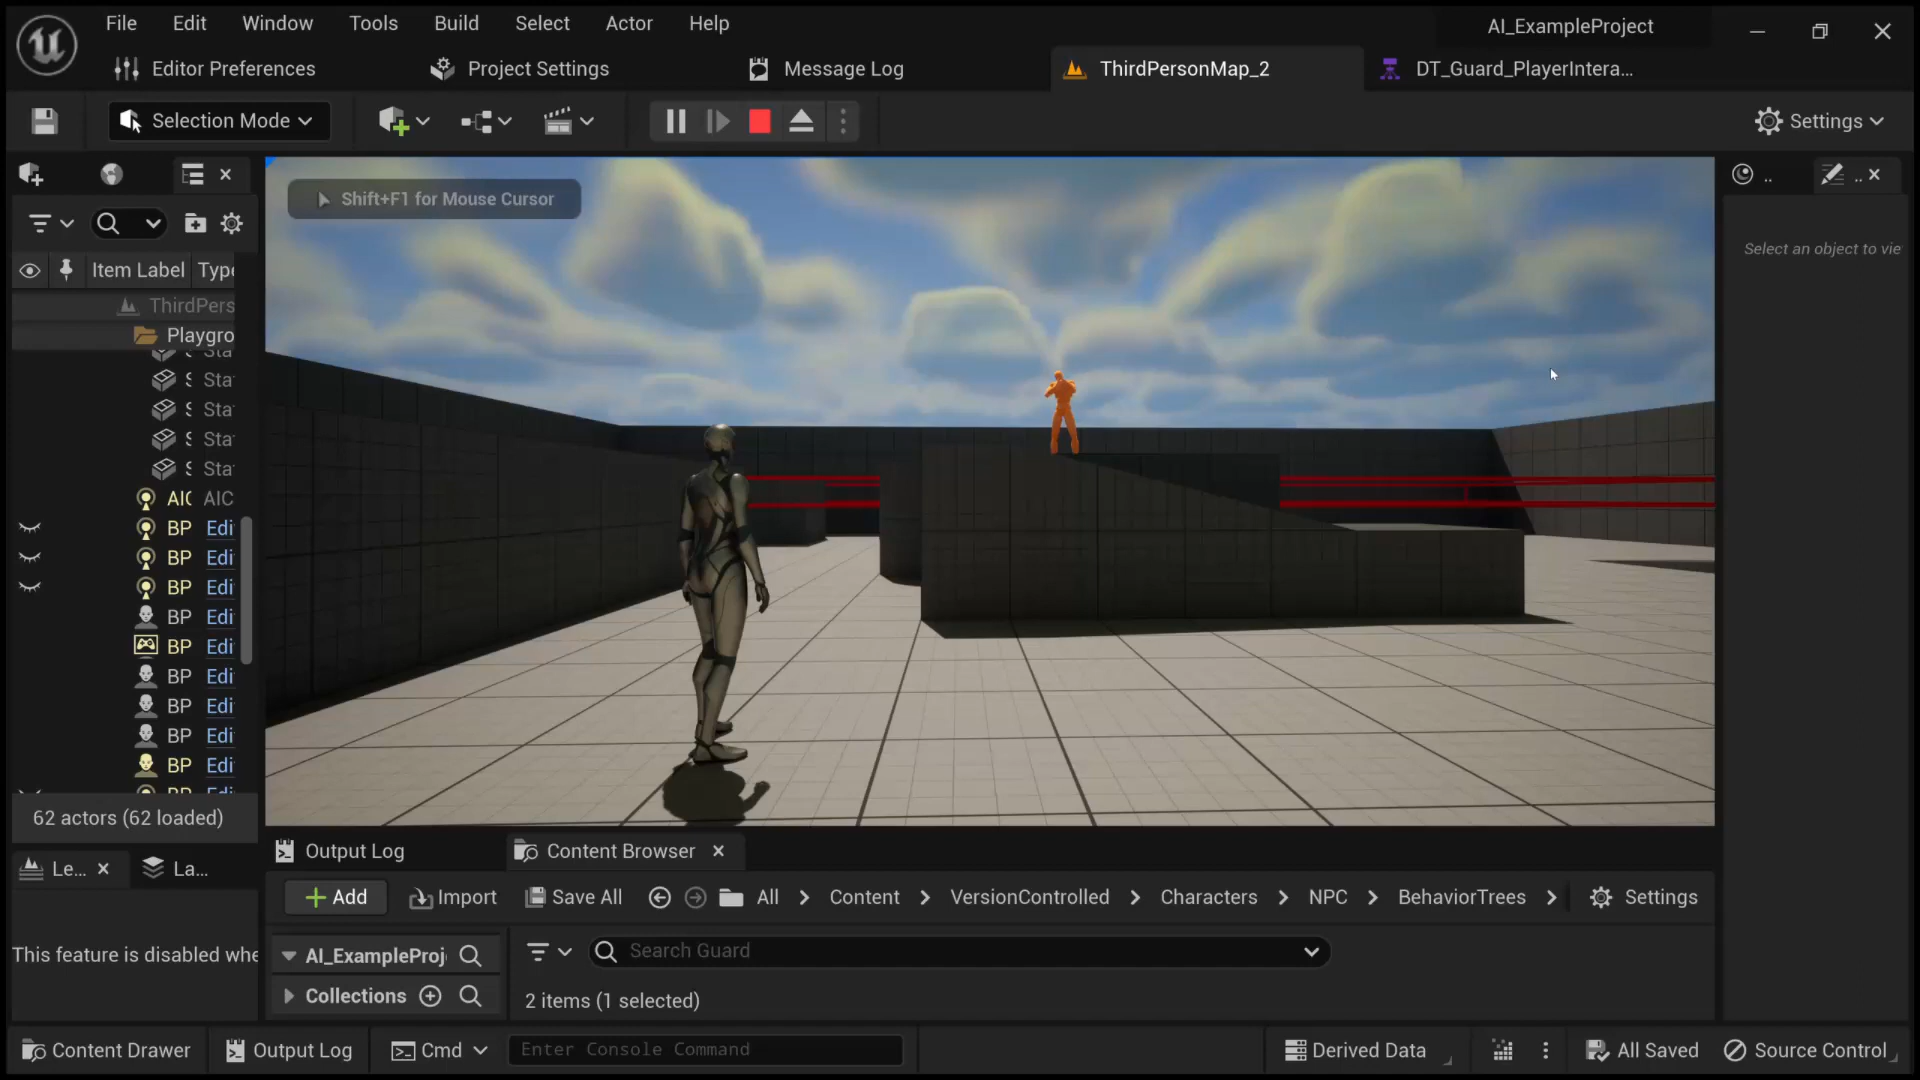 File Edit Window Tools Build Select Actor Help
AI_ExampleProject
Editor Preferences
Project Settings
Message Log
ThirdPersonMap_2
DT_Guard_PlayerIntera...
Selection Mode
Settings
Shift+F1 for Mouse Cursor
..
..
Item Label
Type
Select an object to vie
ThirdPers
Playgro
Sta
S Sta
S Sta
S Sta
S Sta
AIC AIC
BP Edi
BP Edi
BP Edi
BP Edi
BP Edi
BP Edi
BP Edi
BP Edi
BP Edi
62 actors (62 loaded)
Le...
La...
This feature is disabled whe
Output Log
Content Browser
Add
Import
Save All
All > Content > VersionControlled > Characters > NPC > BehaviorTrees >
Settings
AI_ExampleProj
Search Guard
Collections
2 items (1 selected)
Content Drawer
Output Log
Cmd
Enter Console Command
Derived Data
All Saved
Source Control